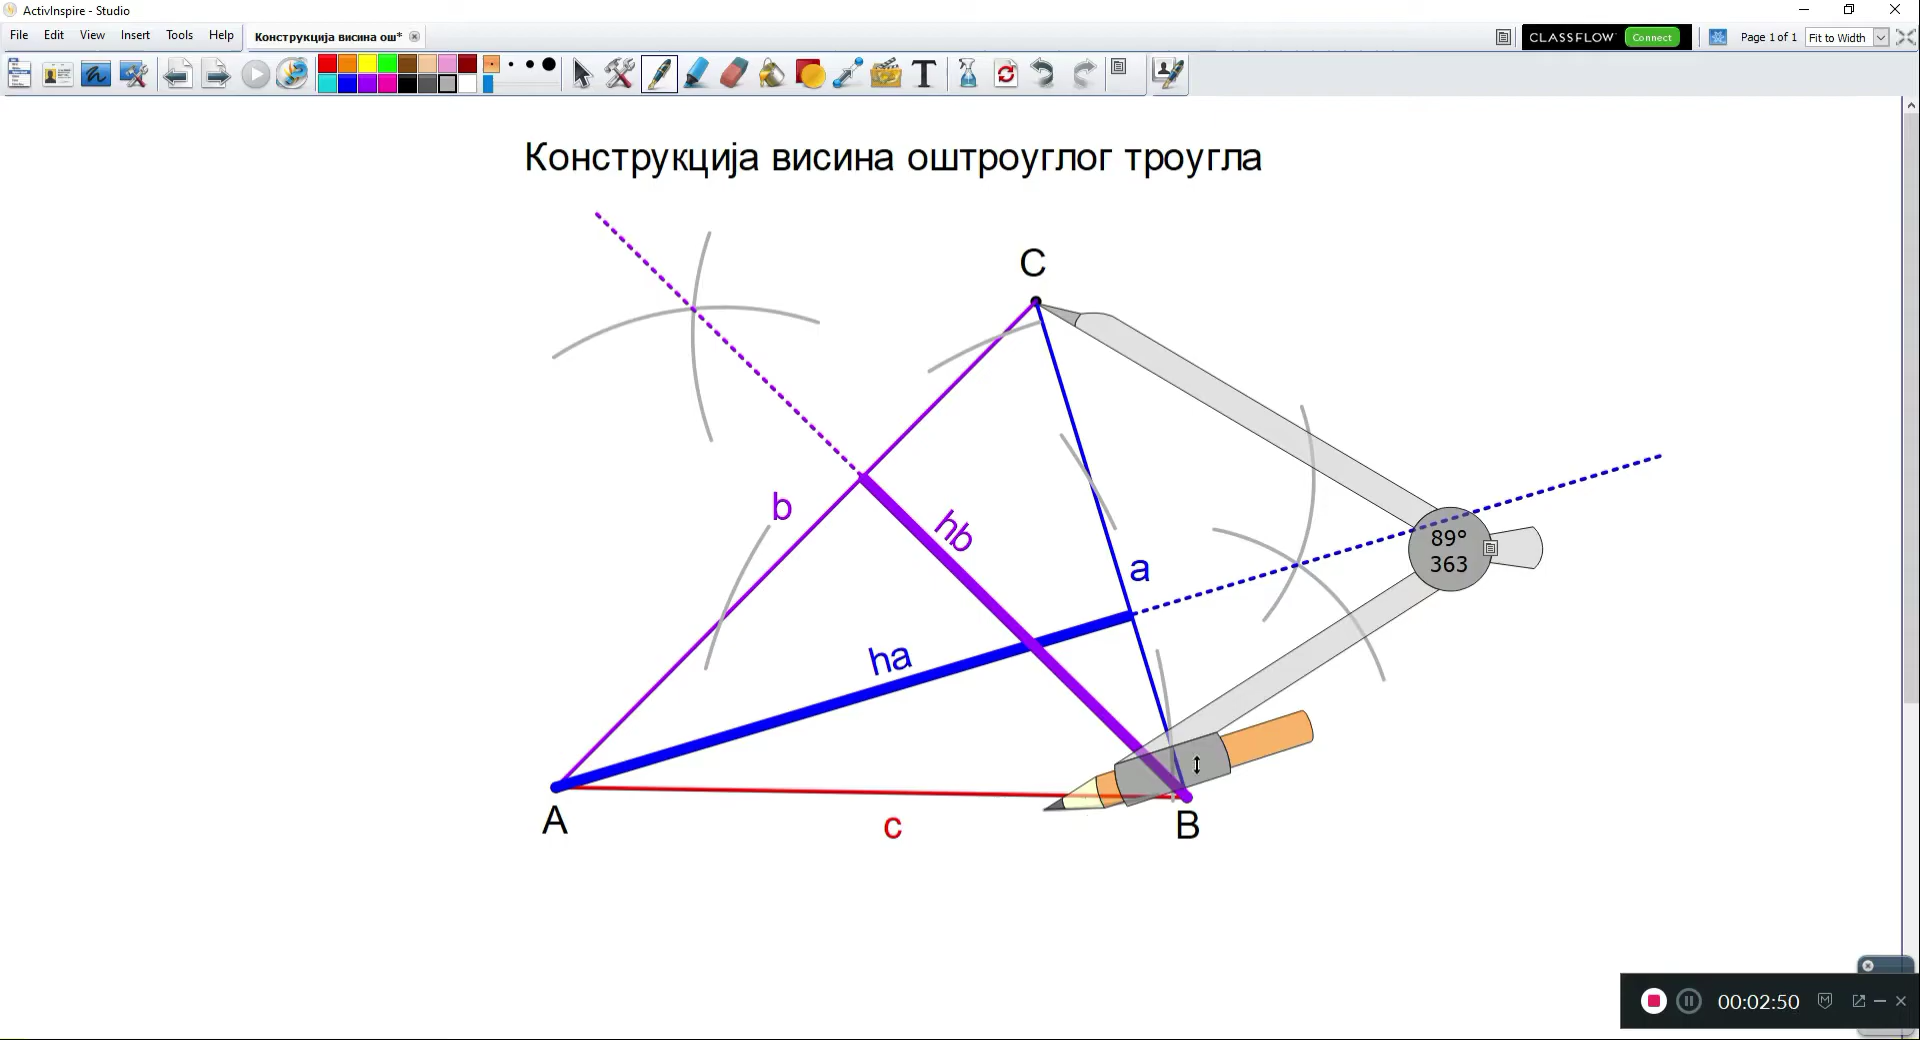 ActivInspire - Studio
File Edit View Insert Tools Help
Конструкција висина ош*
CLASSFLOW Connect
Page 1 of 1
Fit to Width
T
Конструкција висина оштроуглог троугла
C
b
hb
a
89°
363
ha
A
c
B
00:02:50